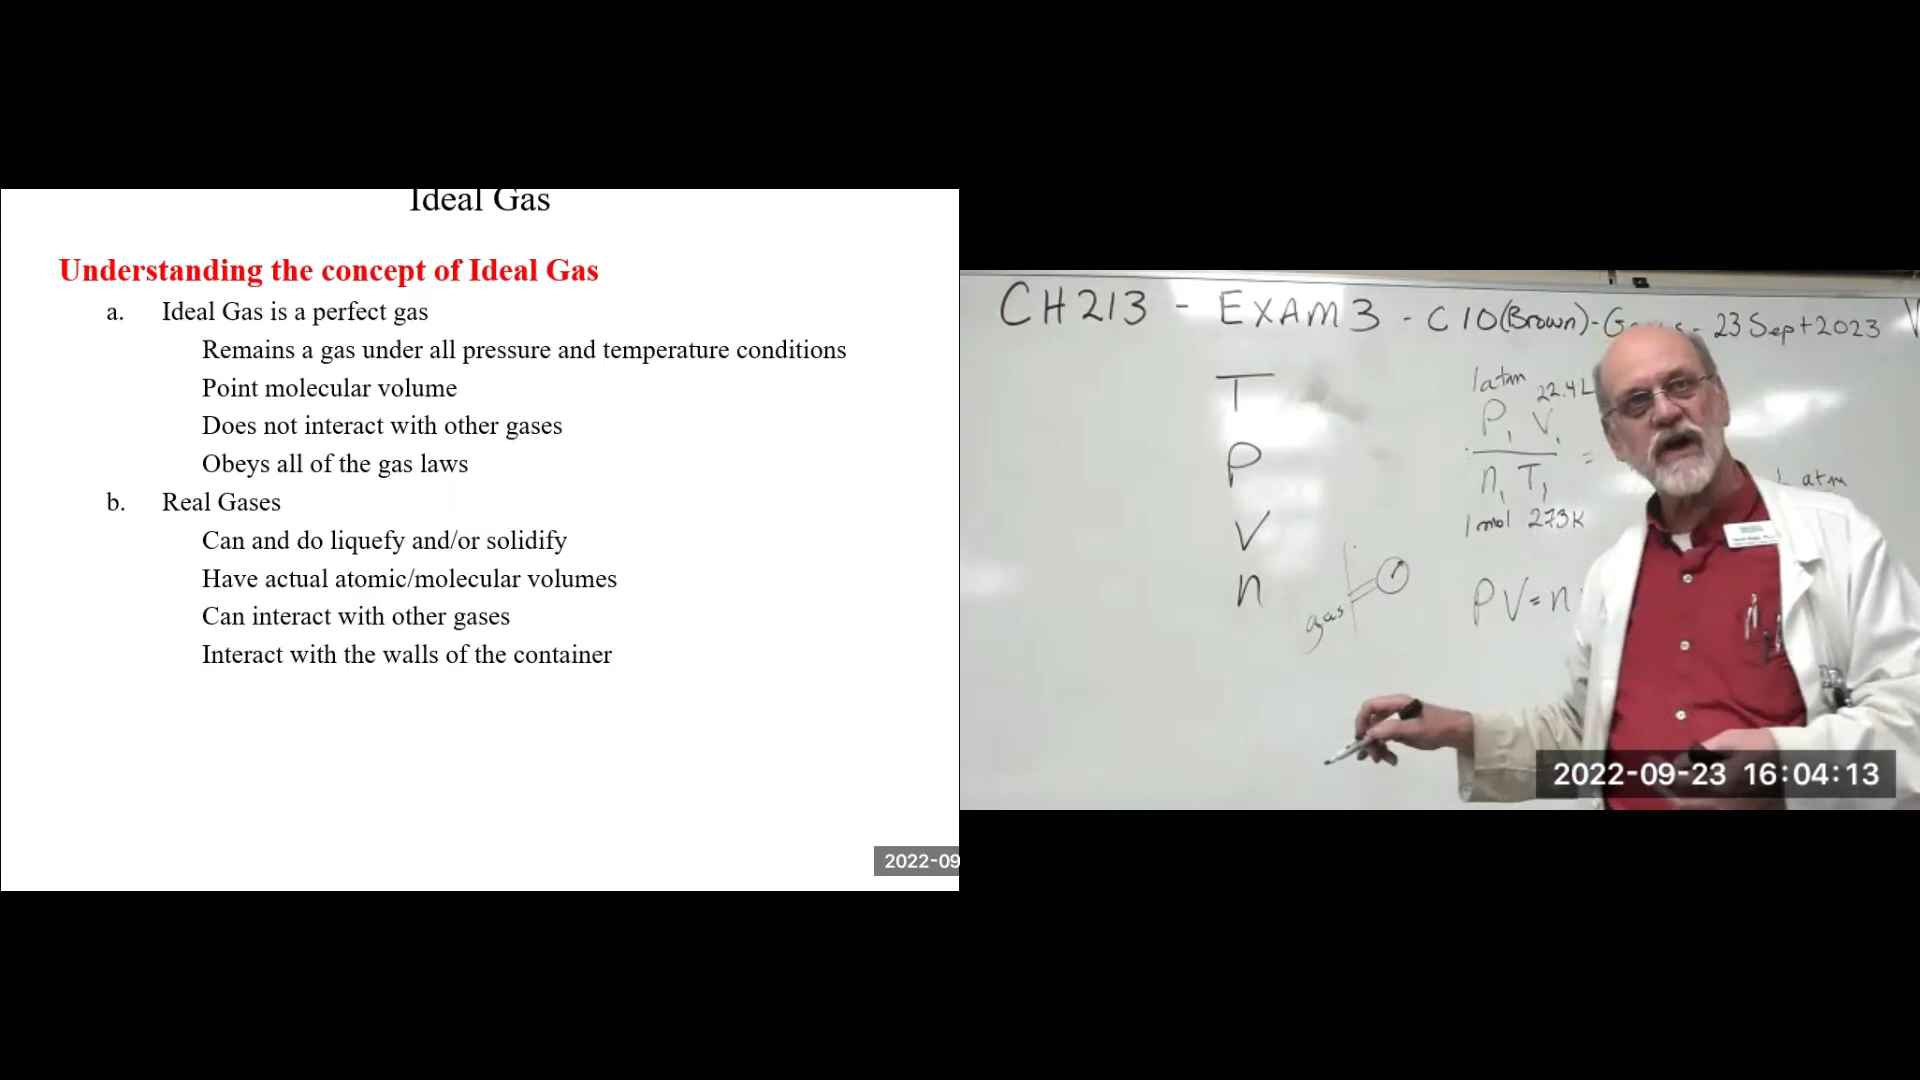 Ideal Gas
Understanding the concept of Ideal Gas
a. Ideal Gas is a perfect gas
Remains a gas under all pressure and temperature conditions
Point molecular volume
Does not interact with other gases
Obeys all of the gas laws
b. Real Gases
Can and do liquefy and/or solidify
Have actual atomic/molecular volumes
Can interact with other gases
Interact with the walls of the container
2022-09
CH213 - EXAM 3 - C10(Brown)- - 23 Sept 2023
T
P
V
n
gas
1atm 22.4L
P₁ V₁
n₁ T₁
=
1 mol 273K
PV=n
atm
2022-09-23 16:04:13